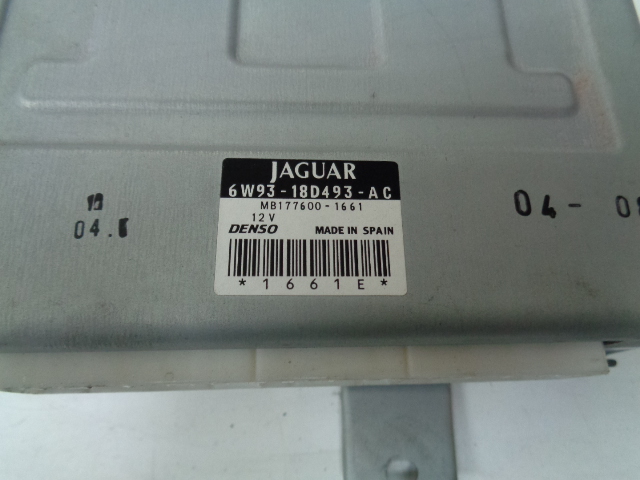 JAGUAR
6W93-18D493-AC
MB177600-1661
12V
DENSO MADE IN SPAIN
*1661E*
04-